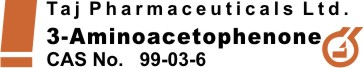 Taj Pharmaceuticals Ltd.
3-Aminoacetophenone
CAS No. 99-03-6